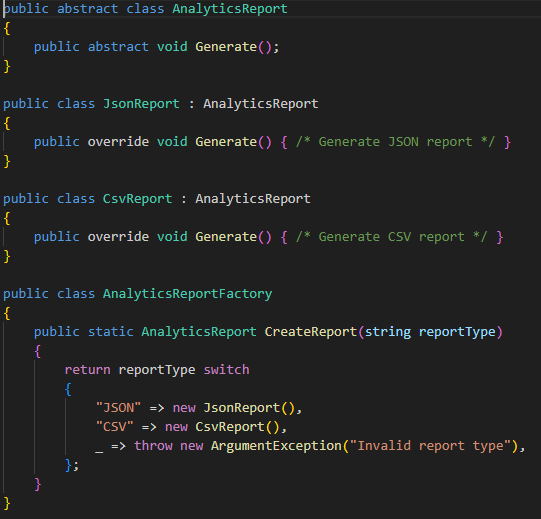 public abstract class AnalyticsReport
{
    public abstract void Generate();
}
public class JsonReport : AnalyticsReport
{
    public override void Generate() { /* Generate JSON report */ }
}
public class CsvReport : AnalyticsReport
{
    public override void Generate() { /* Generate CSV report */ }
}
public class AnalyticsReportFactory
{
    public static AnalyticsReport CreateReport(string reportType)
    {
        return reportType switch
        {
            "JSON" => new JsonReport(),
            "CSV" => new CsvReport(),
            _ => throw new ArgumentException("Invalid report type"),
        };
    }
}